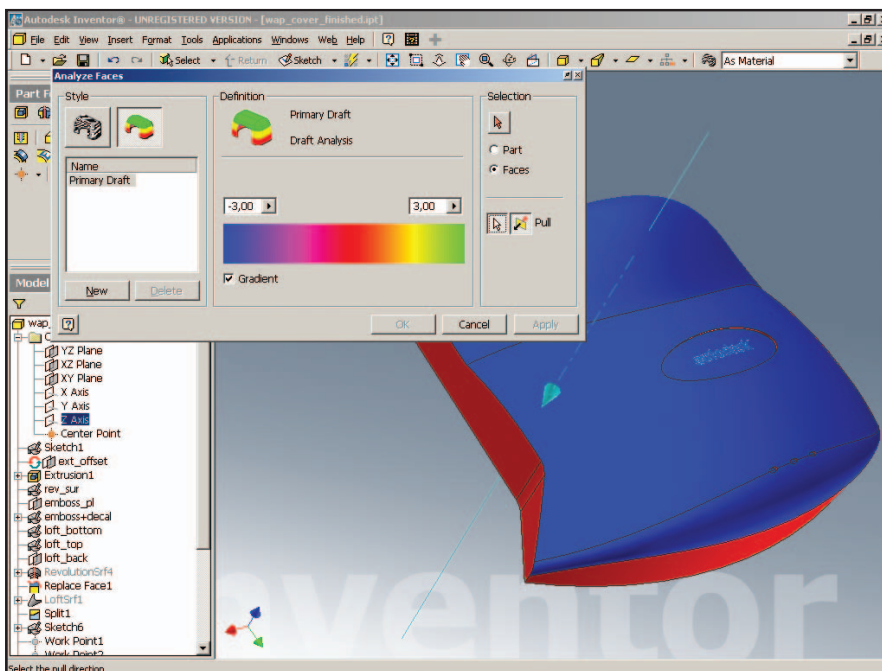 Autodesk Inventor® - UNREGISTERED VERSION - [wap_cover_finished.ipt]
File Edit View Insert Format Tools Applications Windows Web Help
Select Return Sketch As Material
Analyze Faces
Part
Style
Name
Primary Draft
New Delete
Definition
Primary Draft
Draft Analysis
-3,00 3,00
Gradient
Selection
Part
Faces
Pull
OK Cancel Apply
Model
wap_
YZ Plane
XZ Plane
XY Plane
X Axis
Y Axis
Z Axis
Center Point
Sketch1
ext_offset
Extrusion1
rev_sur
emboss_pl
emboss+decal
loft_bottom
loft_top
loft_back
RevolutionSrf4
Replace Face1
LoftSrf1
Split1
Sketch6
Work Point1
Work Point2
Select the pull direction
nventor